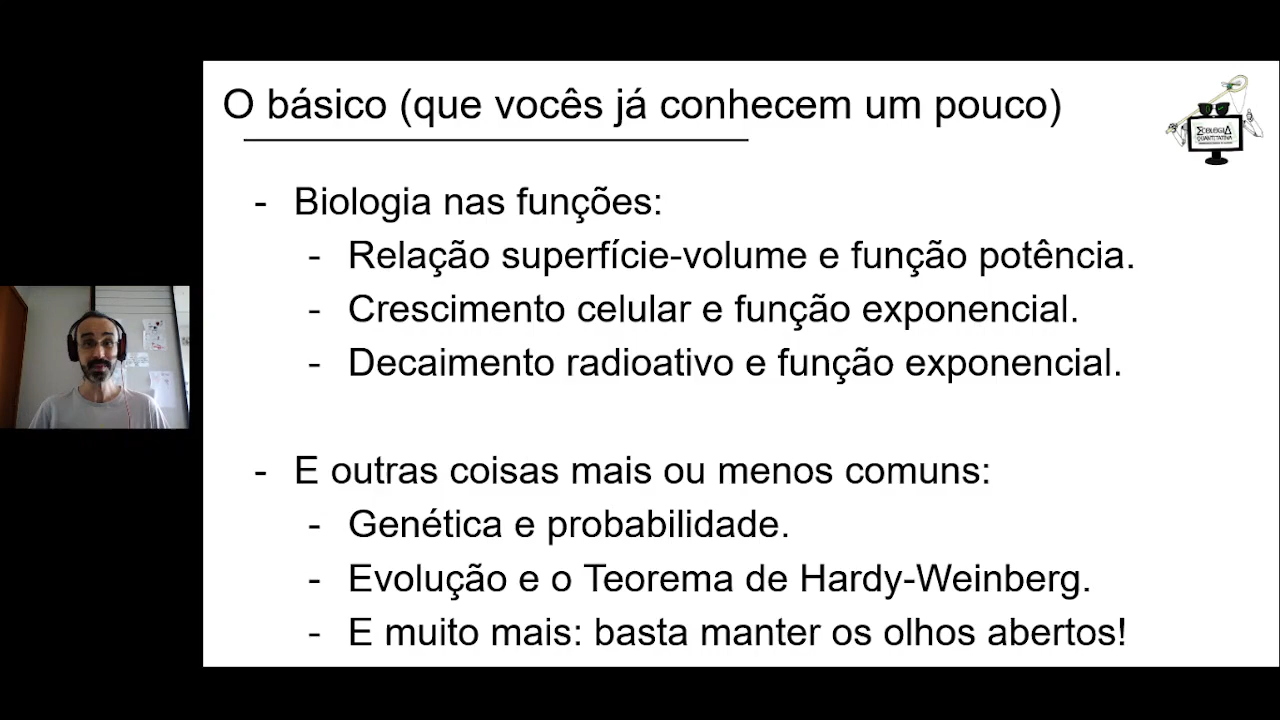 O básico (que vocês já conhecem um pouco)
ECOLOGIA
QUANTITATIVA
- Biologia nas funções:
- Relação superfície-volume e função potência.
- Crescimento celular e função exponencial.
- Decaimento radioativo e função exponencial.
- E outras coisas mais ou menos comuns:
- Genética e probabilidade.
- Evolução e o Teorema de Hardy-Weinberg.
- E muito mais: basta manter os olhos abertos!